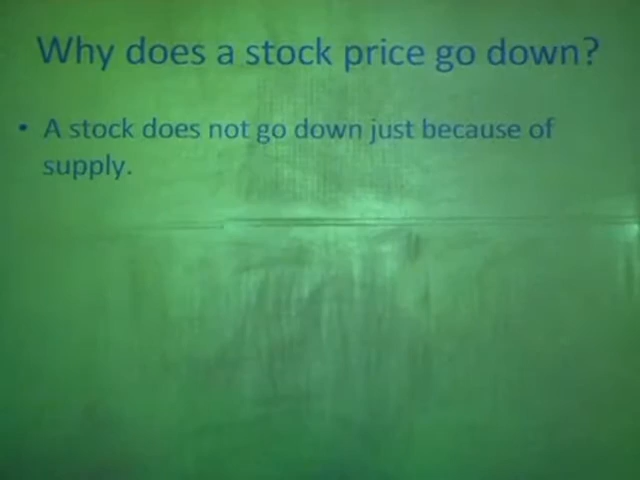 Why does a stock price go down?
• A stock does not go down just because of
supply.